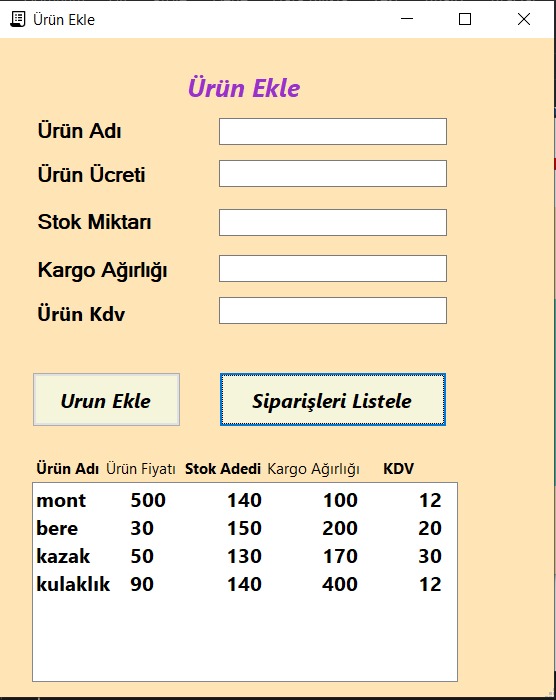 Ürün Ekle
Ürün Ekle
Ürün Adı
Ürün Ücreti
Stok Miktarı
Kargo Ağırlığı
Ürün Kdv
Urun Ekle Siparişleri Listele
Ürün Adı Ürün Fiyatı Stok Adedi Kargo Ağırlığı KDV
mont 500 140 100 12
bere 30 150 200 20
kazak 50 130 170 30
kulaklık 90 140 400 12